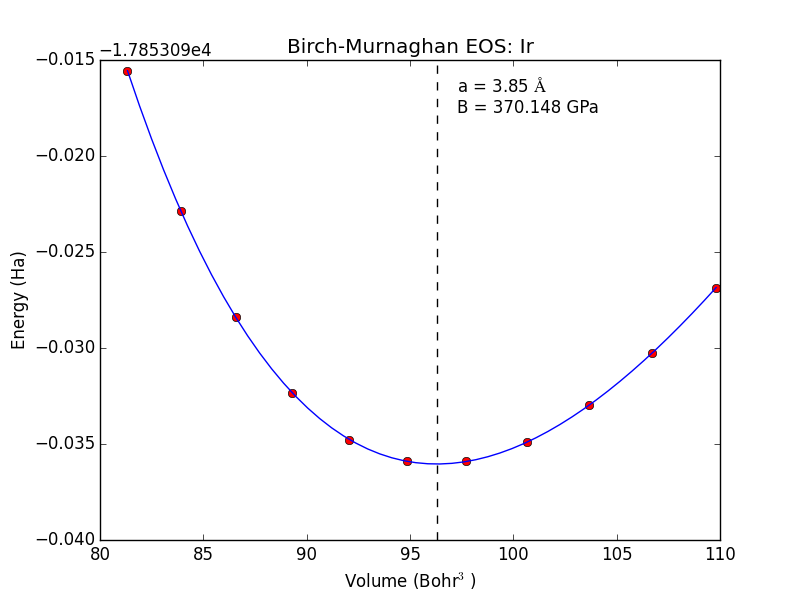 −1.785309e4
Birch-Murnaghan EOS: Ir
a = 3.85 Å
B = 370.148 GPa
Energy (Ha)
−0.015
−0.020
−0.025
−0.030
−0.035
−0.040
80 85 90 95 100 105 110
Volume (Bohr³ )